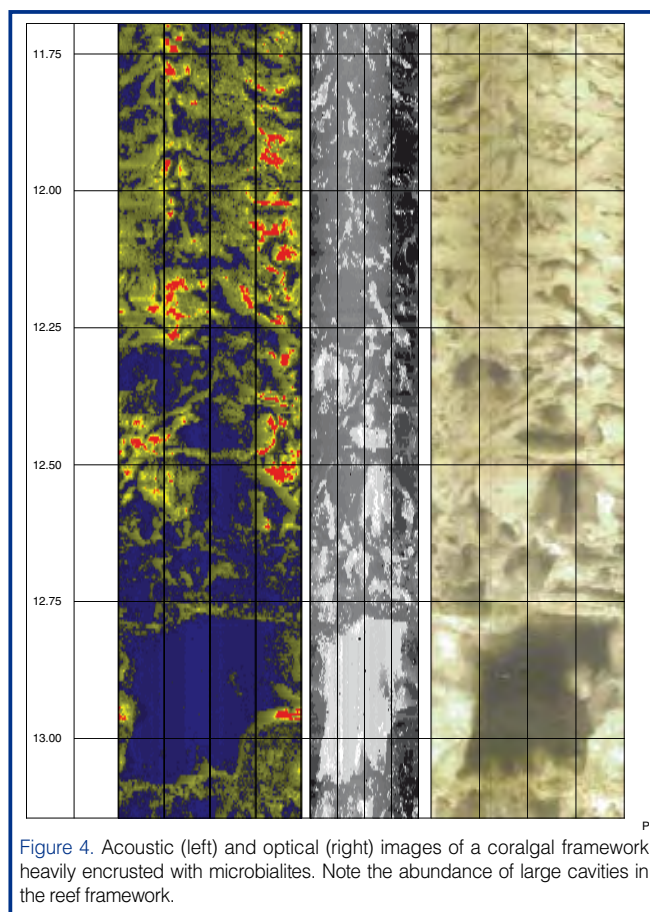 11.75
12.00
12.25
12.50
12.75
13.00
P
Figure 4. Acoustic (left) and optical (right) images of a coralgal framework
heavily encrusted with microbialites. Note the abundance of large cavities in
the reef framework.